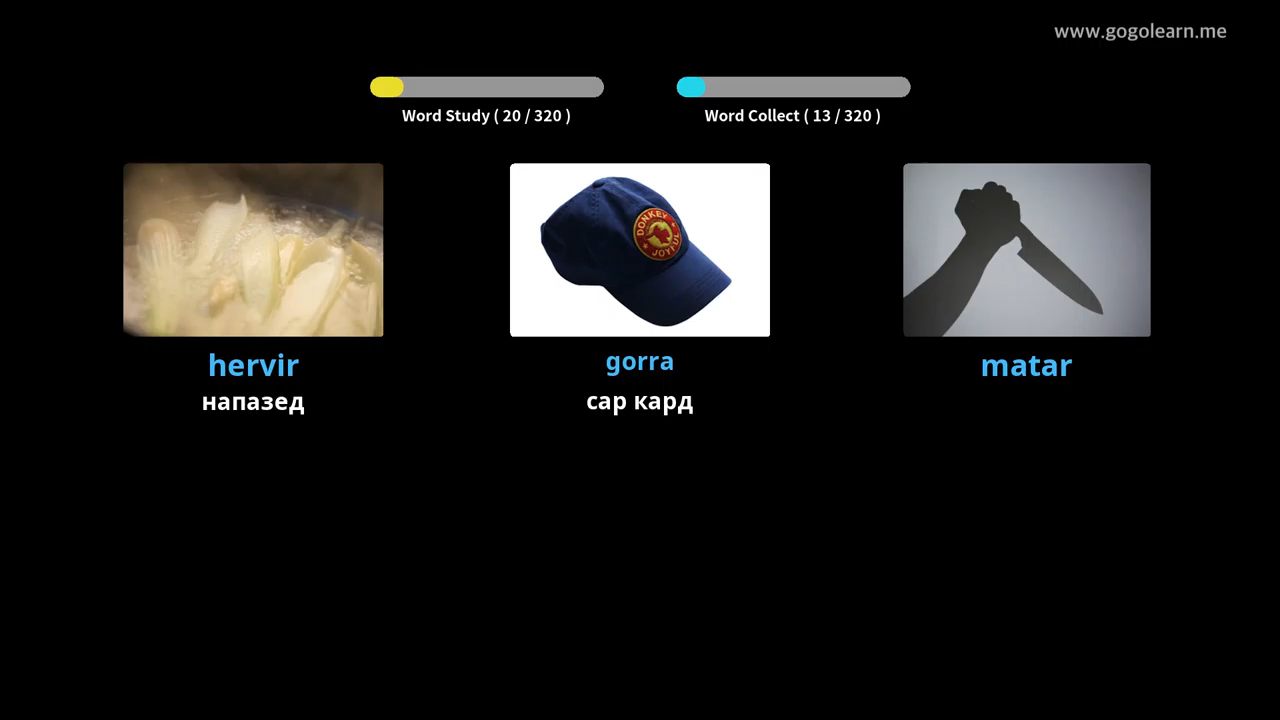 www.gogolearn.me
Word Study ( 20 / 320 )
Word Collect ( 13 / 320 )
DONKEY
JOYFUL
hervir
gorra
matar
напазед
сар кард